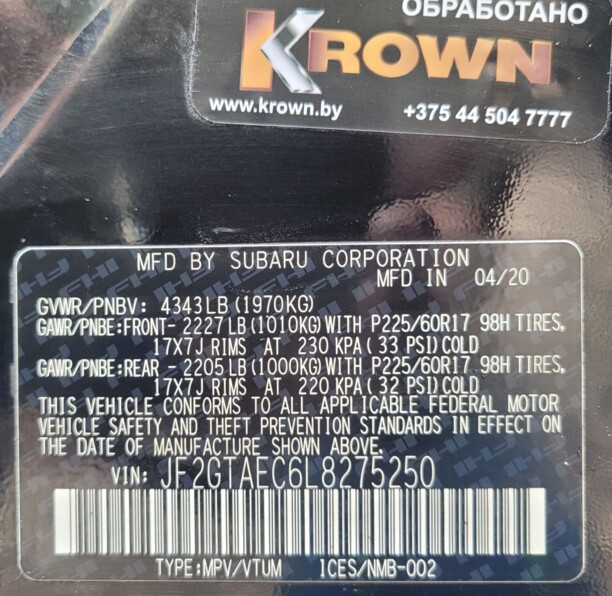 ОБРАБОТАНО
KROWN
www.krown.by +375 44 504 7777
MFD BY SUBARU CORPORATION
MFD IN 04/20
GVWR/PNBV: 4343LB (1970KG)
GAWR/PNBE:FRONT- 2227LB (1010KG) WITH P225/60R17 98H TIRES,
17X7J RIMS AT 230 KPA (33 PSI) COLD
GAWR/PNBE:REAR - 2205LB (1000KG) WITH P225/60R17 98H TIRES,
17X7J RIMS AT 220 KPA (32 PSI) COLD
THIS VEHICLE CONFORMS TO ALL APPLICABLE FEDERAL MOTOR
VEHICLE SAFETY AND THEFT PREVENTION STANDARDS IN EFFECT ON
THE DATE OF MANUFACTURE SHOWN ABOVE.
VIN: JF2GTAEC6L8275250
TYPE:MPV/VTUM ICES/NMB-002